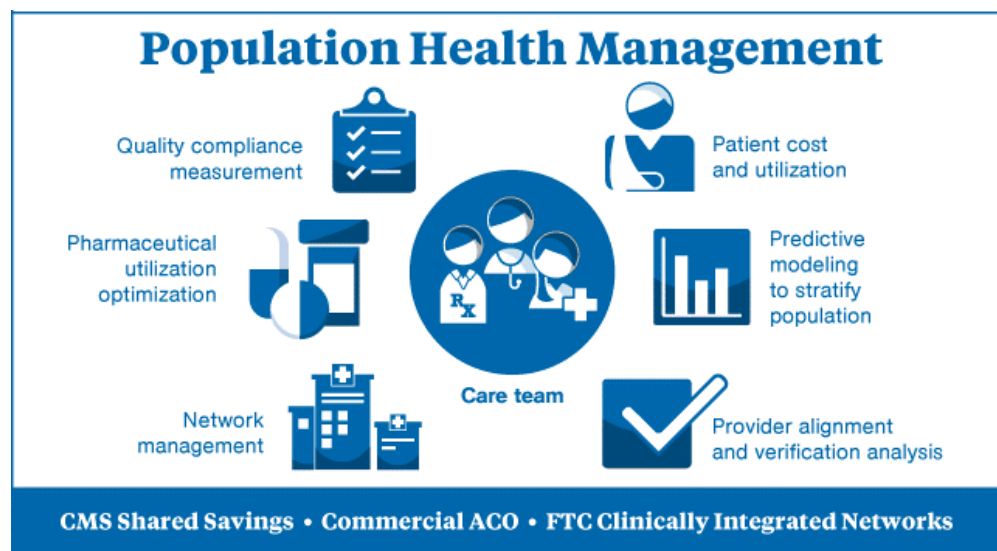 Population Health Management
Quality compliance
measurement
Patient cost
and utilization
Pharmaceutical
utilization
optimization
Predictive
modeling
to stratify
population
RX
Care team
Network
management
Provider alignment
and verification analysis
CMS Shared Savings • Commercial ACO • FTC Clinically Integrated Networks